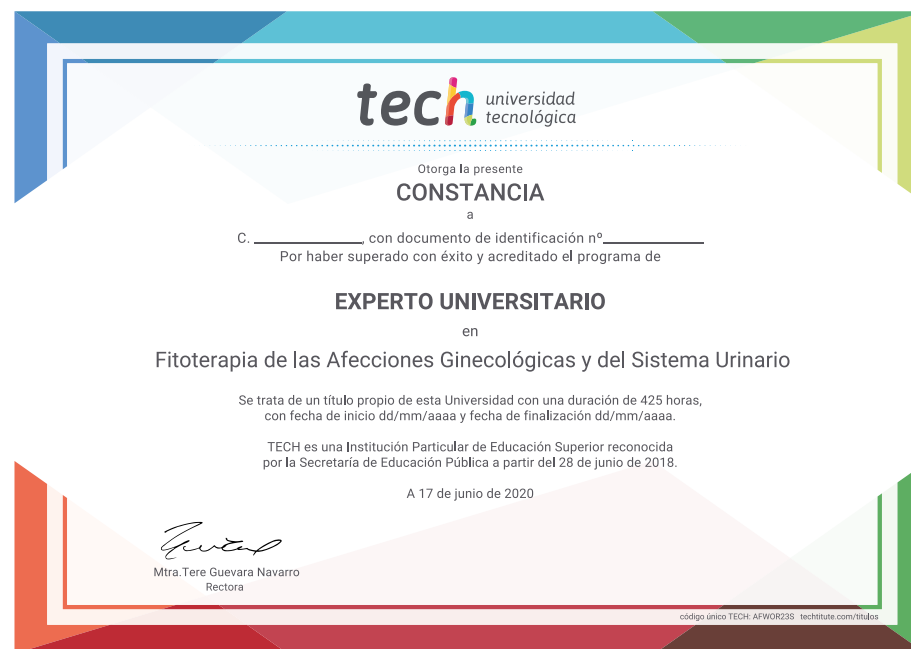 tech universidad
tecnológica
Otorga la presente
CONSTANCIA
a
C. ____________, con documento de identificación nº____________
Por haber superado con éxito y acreditado el programa de
EXPERTO UNIVERSITARIO
en
Fitoterapia de las Afecciones Ginecológicas y del Sistema Urinario
Se trata de un título propio de esta Universidad con una duración de 425 horas,
con fecha de inicio dd/mm/aaaa y fecha de finalización dd/mm/aaaa.
TECH es una Institución Particular de Educación Superior reconocida
por la Secretaría de Educación Pública a partir del 28 de junio de 2018.
A 17 de junio de 2020
Mtra.Tere Guevara Navarro
Rectora
código único TECH: AFWOR23S techtitute.com/titulos